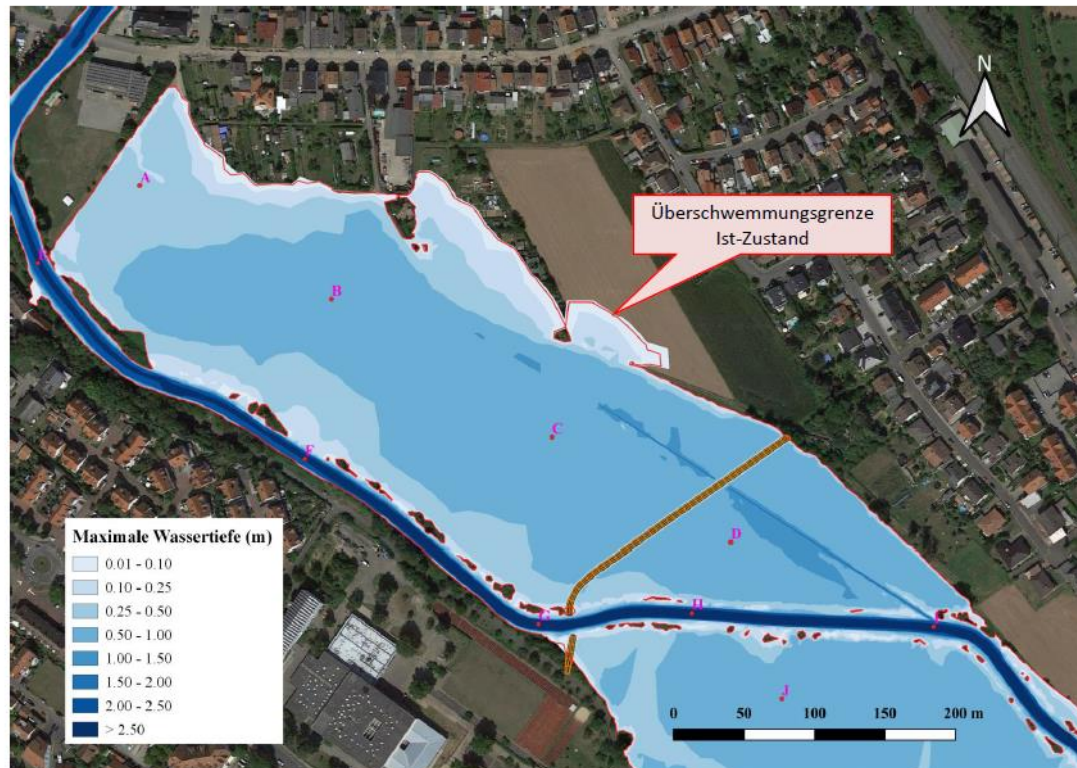 N
Überschwemmungsgrenze
Ist-Zustand
A
B
C
F
D
G
H
J
Maximale Wassertiefe (m)
0.01 - 0.10
0.10 - 0.25
0.25 - 0.50
0.50 - 1.00
1.00 - 1.50
1.50 - 2.00
2.00 - 2.50
> 2.50
0 50 100 150 200 m